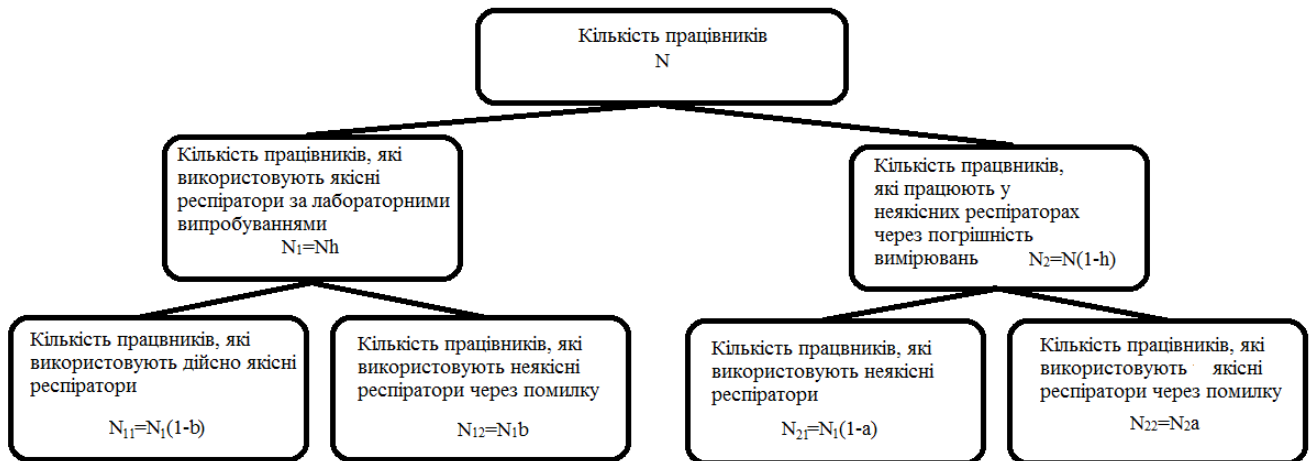 Кількість працівників
N
Кількість працівників, які
використовують якісні
респіратори за лабораторними
випробуваннями
N₁=Nh
Кількість працвників,
які працюють у
неякісних респіраторах
через погрішність
вимірювань N₂=N(1-h)
Кількість працвників, які
використовують дійсно якісні
респіратори
N₁₁=N₁(1-b)
Кількість працівників, які
використовують неякісні
респіратори через помилку
N₁₂=N₁b
Кількість працвників, які
використовують неякісні
респіратори
N₂₁=N₁(1-a)
Кількість працівників, які
використовують якісні
респіратори через помилку
N₂₂=N₂a